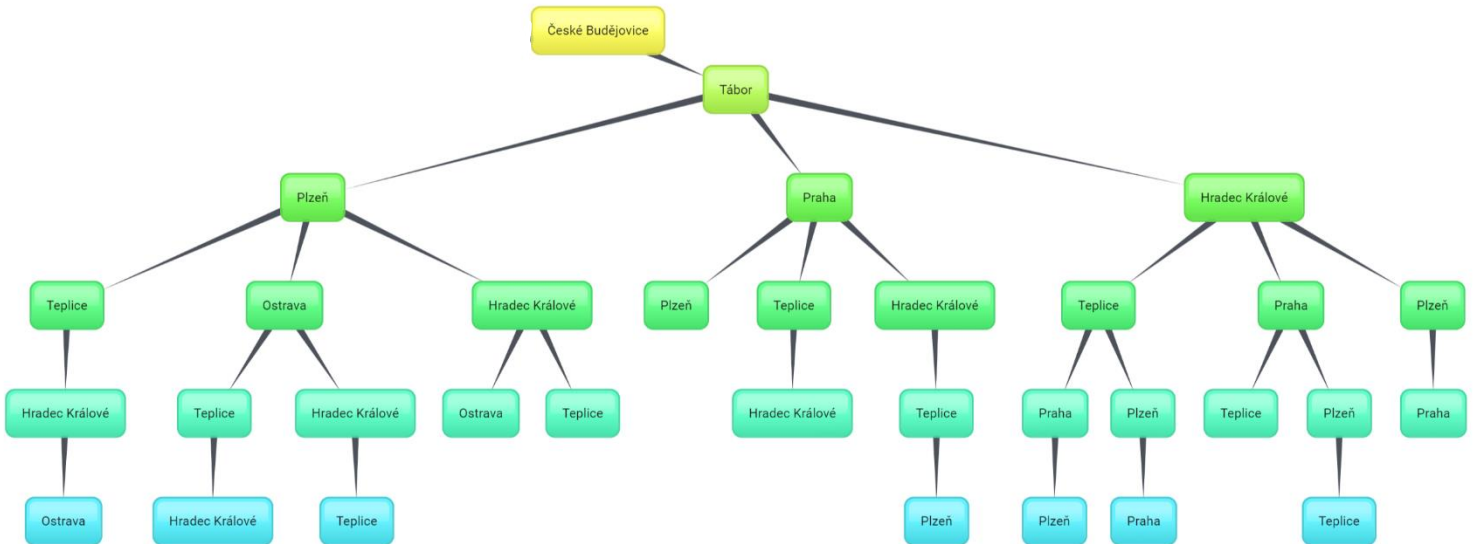 České Budějovice
Tábor
Plzeň
Praha
Hradec Králové
Teplice
Ostrava
Hradec Králové
Plzeň
Teplice
Hradec Králové
Teplice
Praha
Plzeň
Hradec Králové
Teplice
Hradec Králové
Ostrava
Teplice
Hradec Králové
Teplice
Praha
Plzeň
Teplice
Plzeň
Praha
Ostrava
Hradec Králové
Teplice
Plzeň
Plzeň
Praha
Teplice